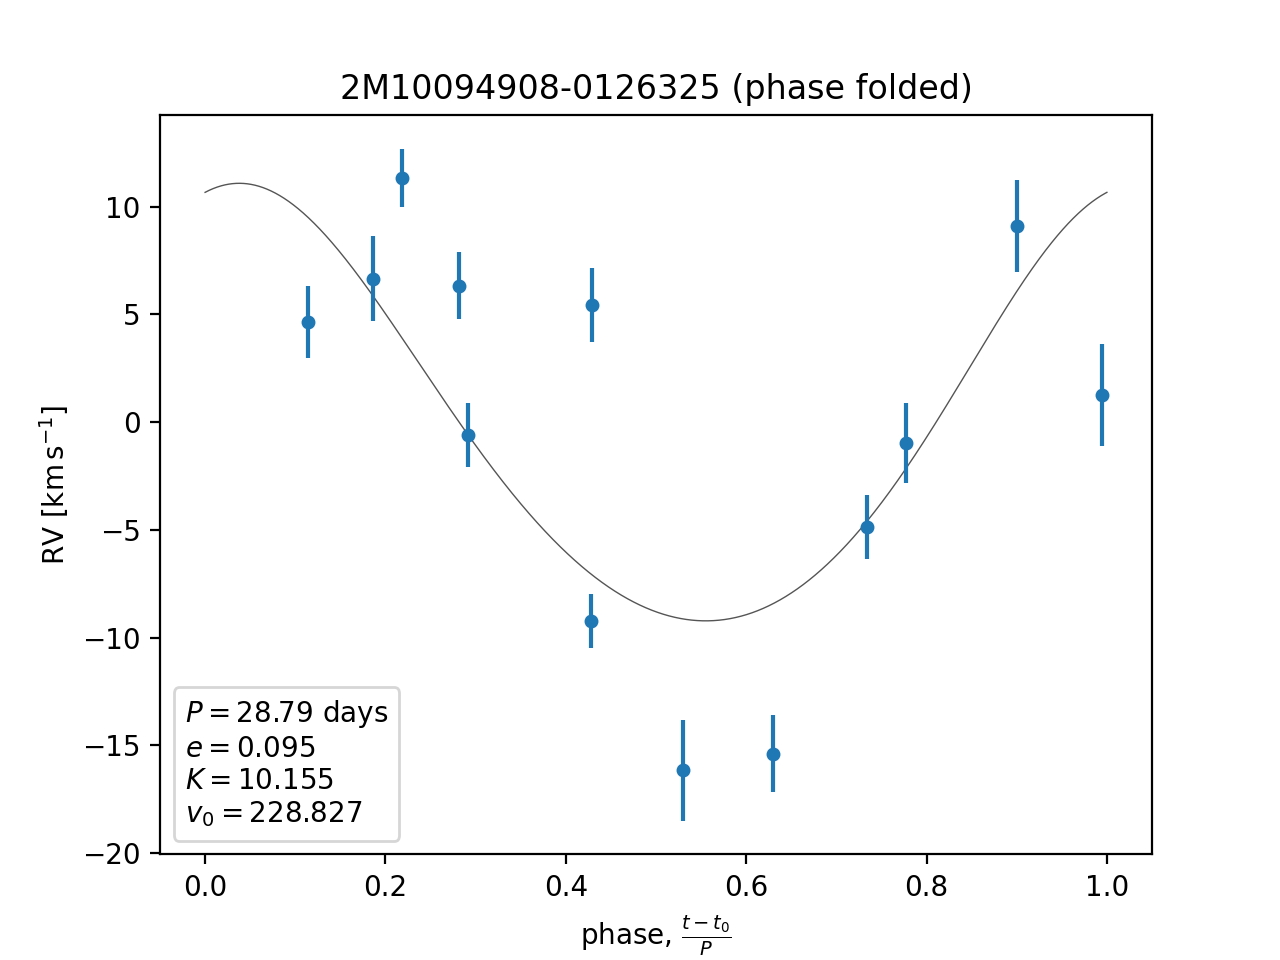 2M10094908-0126325 (phase folded)
10
5
0
−5
−10
−15
−20
RV [km s⁻¹]
P = 28.79 days
e = 0.095
K = 10.155
v₀ = 228.827
0.0 0.2 0.4 0.6 0.8 1.0
phase, (t − t₀)/P